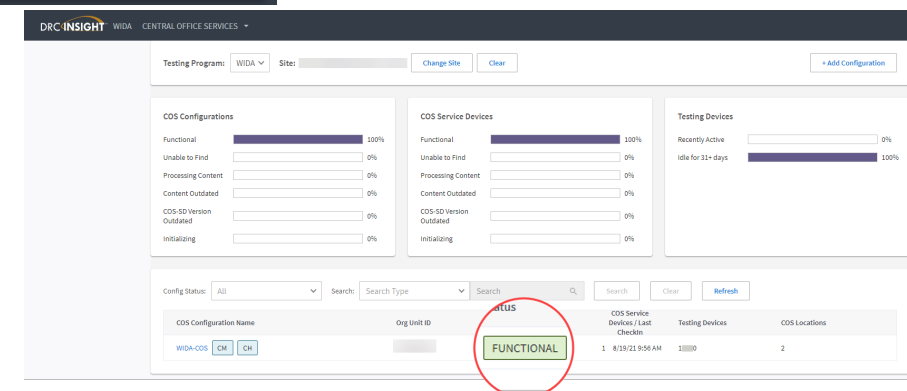 DRC INSIGHT WIDA CENTRAL OFFICE SERVICES
Testing Program: WIDA Site: Change Site Clear + Add Configuration
COS Configurations
Functional 100%
Unable to Find 0%
Processing Content 0%
Content Outdated 0%
COS-SD Version
Outdated 0%
Initializing 0%
COS Service Devices
Functional 100%
Unable to Find 0%
Processing Content 0%
Content Outdated 0%
COS-SD Version
Outdated 0%
Initializing 0%
Testing Devices
Recently Active 0%
Idle for 31+ days 100%
Config Status: All Search: Search Type Search Search Clear Refresh
COS Configuration Name Org Unit ID COS Service
Devices / Last
CheckIn Testing Devices COS Locations
WIDA-COS CM CH FUNCTIONAL 1 8/19/21 9:56 AM 2